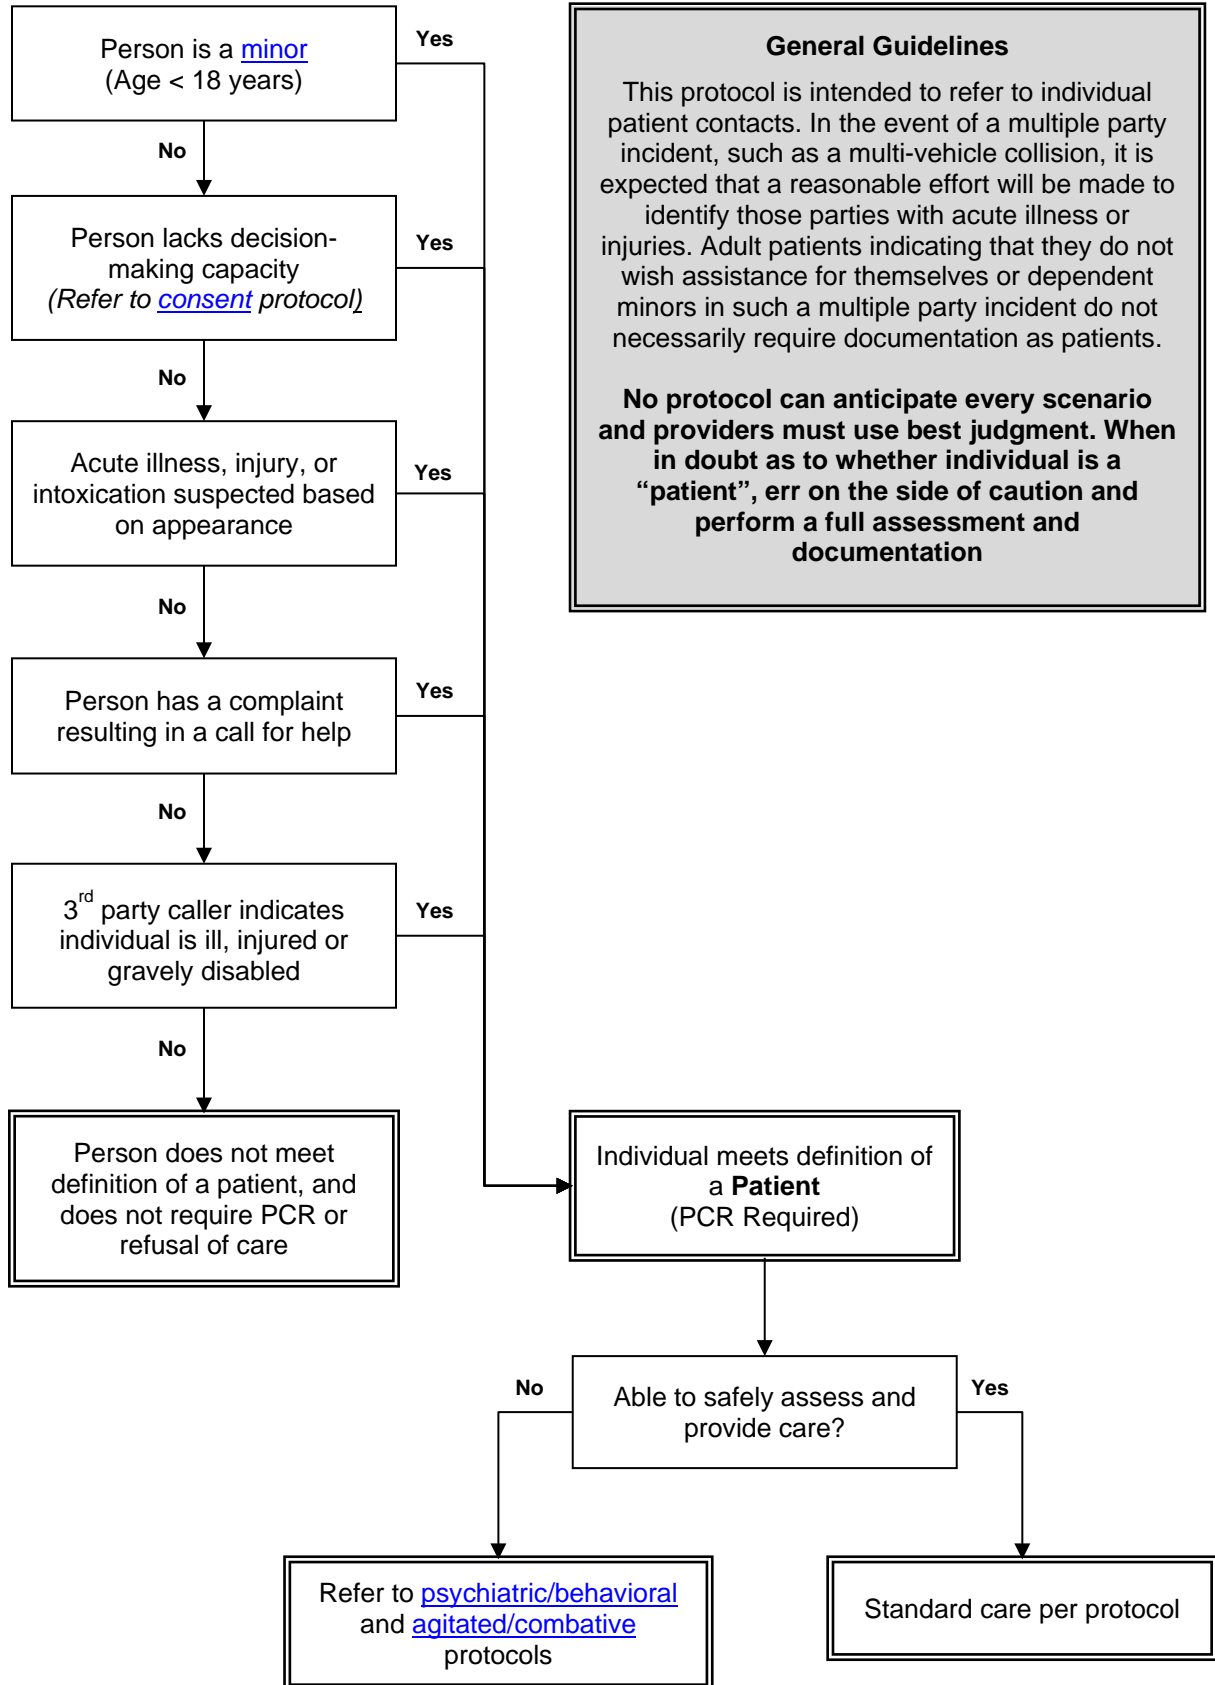 Person is a minor
(Age < 18 years)
Yes
No
Person lacks decision-
making capacity
(Refer to consent protocol)
Yes
No
Acute illness, injury, or
intoxication suspected based
on appearance
Yes
No
Person has a complaint
resulting in a call for help
Yes
No
3rd party caller indicates
individual is ill, injured or
gravely disabled
Yes
No
Person does not meet
definition of a patient, and
does not require PCR or
refusal of care
General Guidelines
This protocol is intended to refer to individual
patient contacts. In the event of a multiple party
incident, such as a multi-vehicle collision, it is
expected that a reasonable effort will be made to
identify those parties with acute illness or
injuries. Adult patients indicating that they do not
wish assistance for themselves or dependent
minors in such a multiple party incident do not
necessarily require documentation as patients.
No protocol can anticipate every scenario
and providers must use best judgment. When
in doubt as to whether individual is a
“patient”, err on the side of caution and
perform a full assessment and
documentation
Individual meets definition of
a Patient
(PCR Required)
Able to safely assess and
provide care?
No
Yes
Refer to psychiatric/behavioral
and agitated/combative
protocols
Standard care per protocol